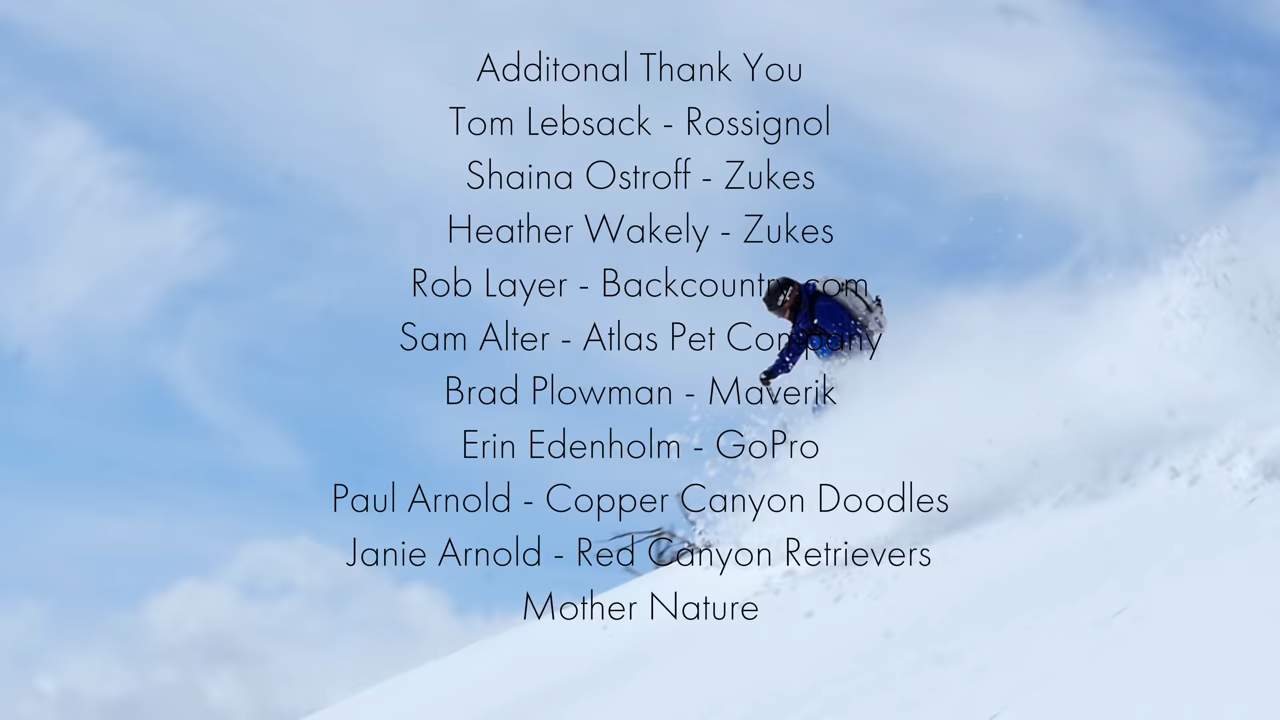 Additonal Thank You
Tom Lebsack - Rossignol
Shaina Ostroff - Zukes
Heather Wakely - Zukes
Rob Layer - Backcountry.com
Sam Alter - Atlas Pet Company
Brad Plowman - Maverik
Erin Edenholm - GoPro
Paul Arnold - Copper Canyon Doodles
Janie Arnold - Red Canyon Retrievers
Mother Nature